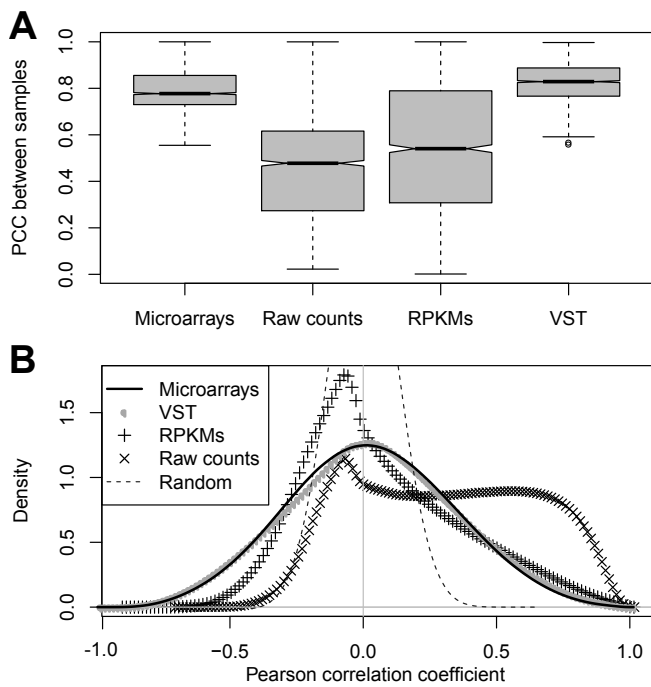 A
PCC between samples
1.0
0.8
0.6
0.4
0.2
0.0
Microarrays
Raw counts
RPKMs
VST
B
Density
1.5
1.0
0.5
0.0
Microarrays
VST
RPKMs
Raw counts
Random
-1.0
−0.5
0.0
0.5
1.0
Pearson correlation coefficient